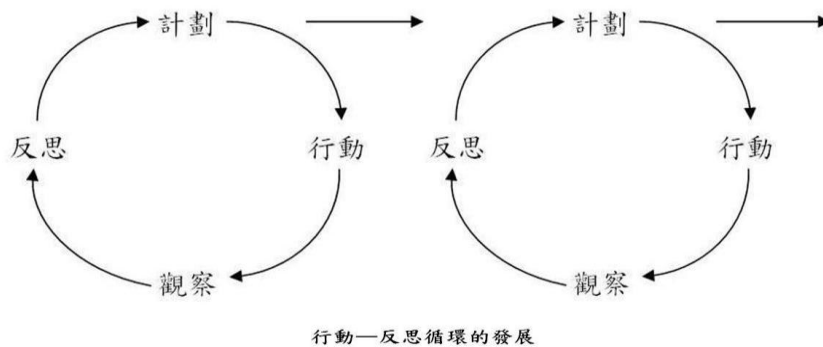 計劃 計劃
反思 行動 反思 行動
觀察 觀察
行動—反思循環的發展